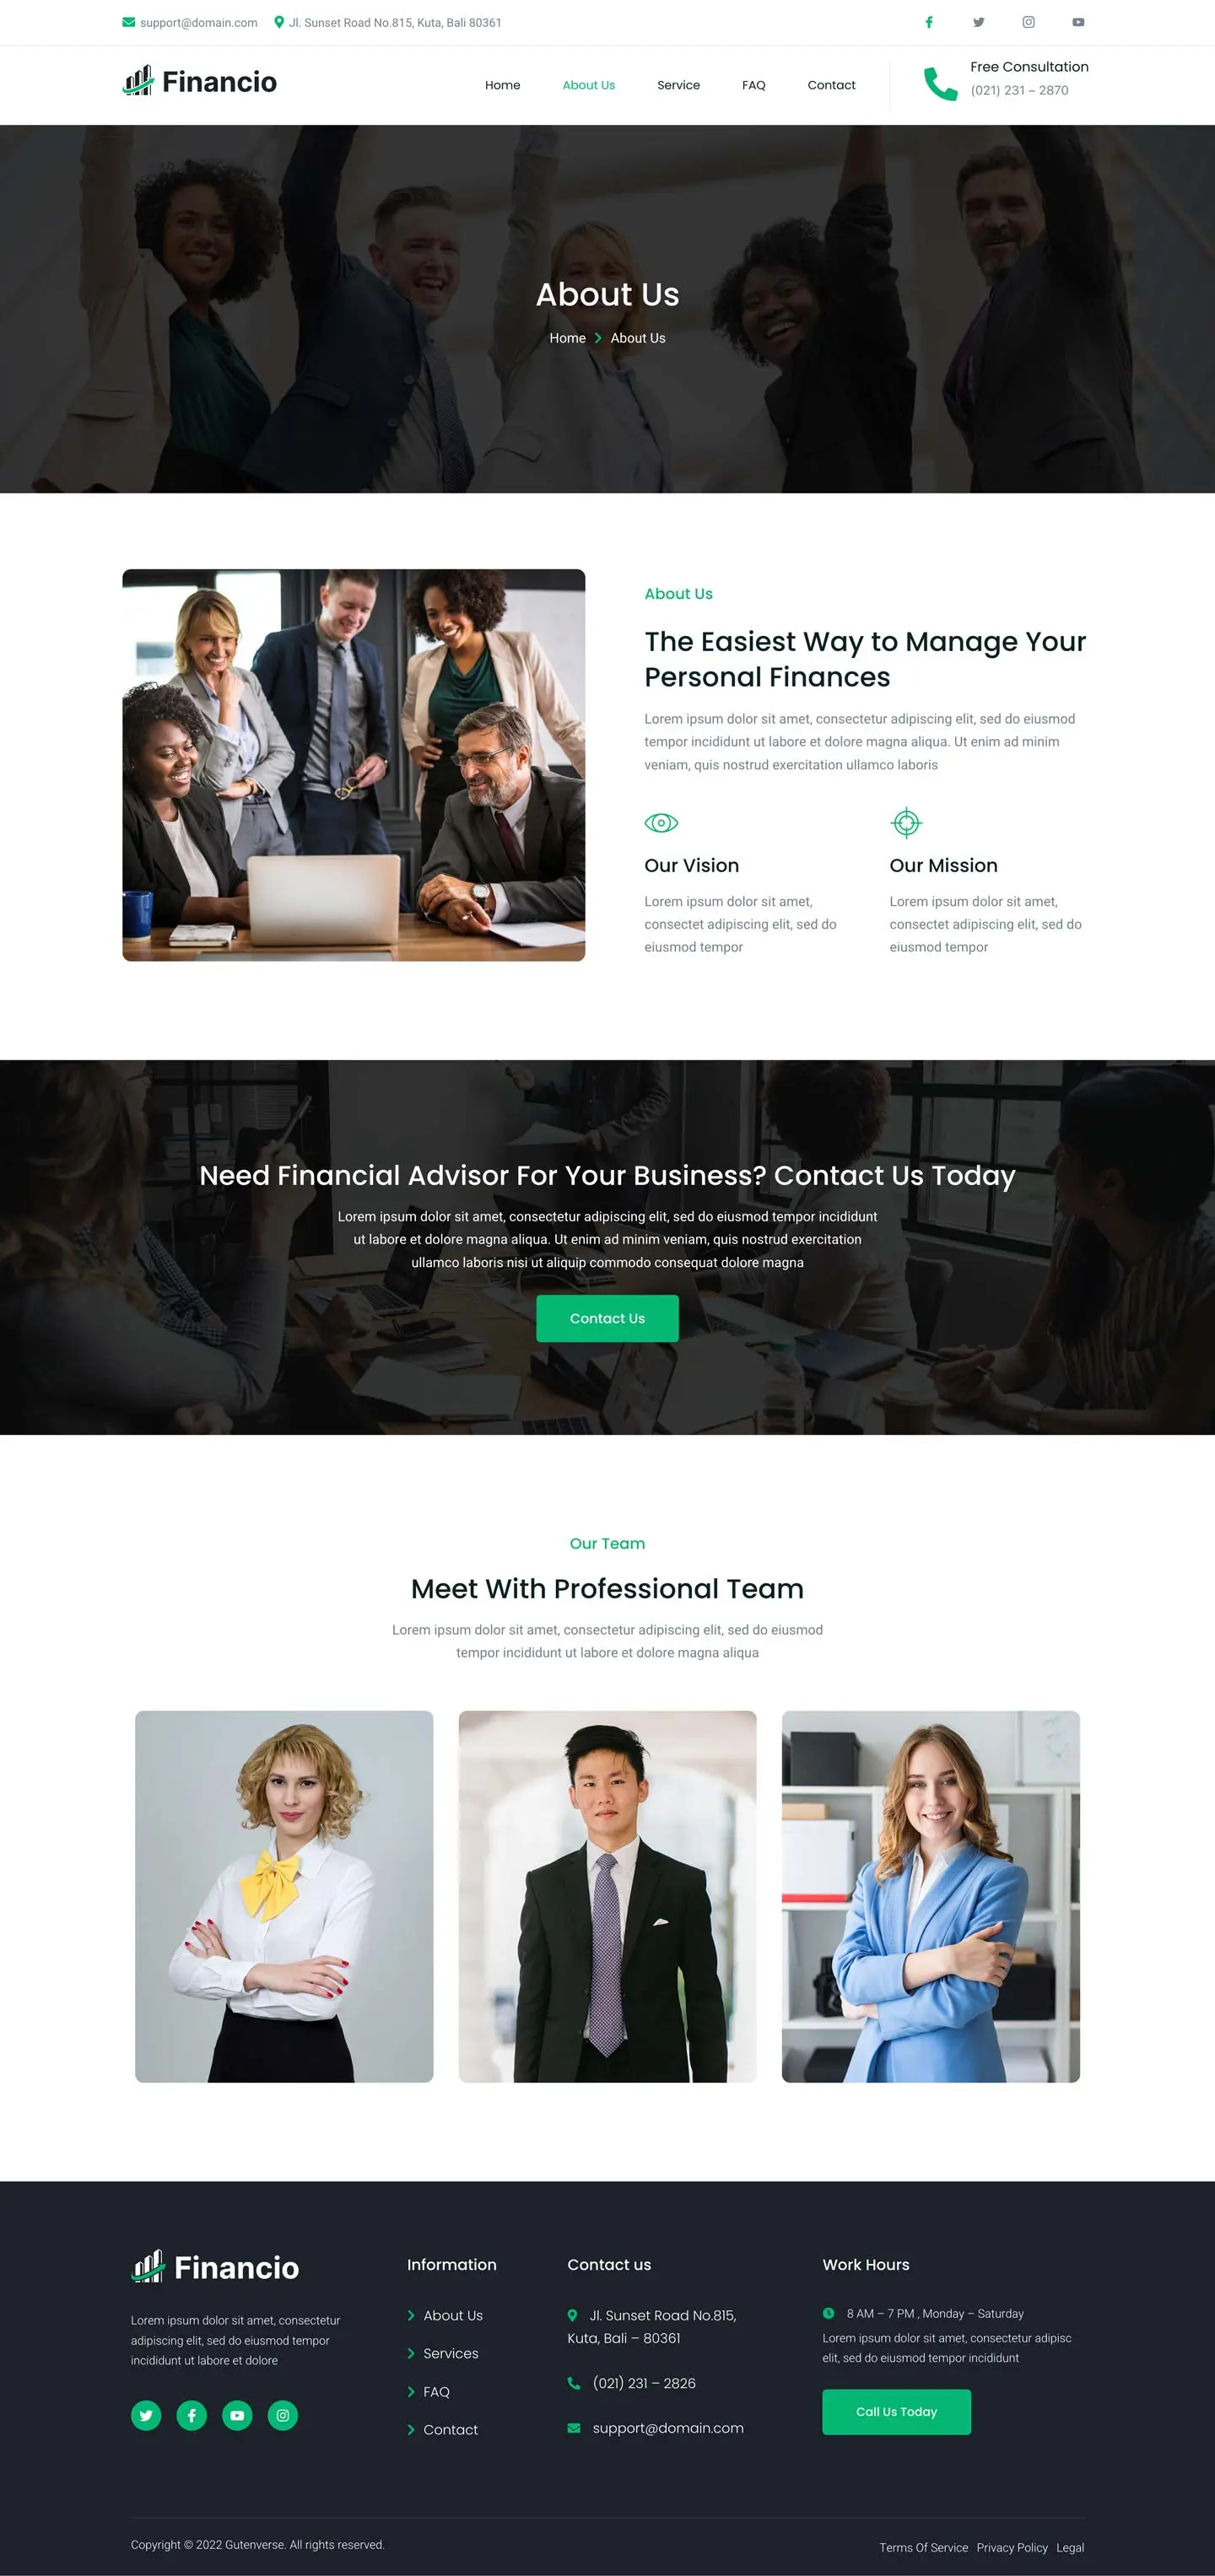 support@domain.com
Jl. Sunset Road No.815, Kuta, Bali 80361
Financio
Home
About Us
Service
FAQ
Contact
Free Consultation
(021) 231 – 2870
About Us
Home
About Us
About Us
The Easiest Way to Manage Your
Personal Finances
Lorem ipsum dolor sit amet, consectetur adipiscing elit, sed do eiusmod
tempor incididunt ut labore et dolore magna aliqua. Ut enim ad minim
veniam, quis nostrud exercitation ullamco laboris
Our Vision
Lorem ipsum dolor sit amet,
consectet adipiscing elit, sed do
eiusmod tempor
Our Mission
Lorem ipsum dolor sit amet,
consectet adipiscing elit, sed do
eiusmod tempor
Need Financial Advisor For Your Business? Contact Us Today
Lorem ipsum dolor sit amet, consectetur adipiscing elit, sed do eiusmod tempor incididunt
ut labore et dolore magna aliqua. Ut enim ad minim veniam, quis nostrud exercitation
ullamco laboris nisi ut aliquip commodo consequat dolore magna
Contact Us
Our Team
Meet With Professional Team
Lorem ipsum dolor sit amet, consectetur adipiscing elit, sed do eiusmod
tempor incididunt ut labore et dolore magna aliqua
Financio
Lorem ipsum dolor sit amet, consectetur
adipiscing elit, sed do eiusmod tempor
incididunt ut labore et dolore
Information
About Us
Services
FAQ
Contact
Contact us
Jl. Sunset Road No.815,
Kuta, Bali – 80361
(021) 231 – 2826
support@domain.com
Work Hours
8 AM – 7 PM , Monday – Saturday
Lorem ipsum dolor sit amet, consectetur adipisc
elit, sed do eiusmod tempor incididunt
Call Us Today
Copyright © 2022 Gutenverse. All rights reserved.
Terms Of Service
Privacy Policy
Legal